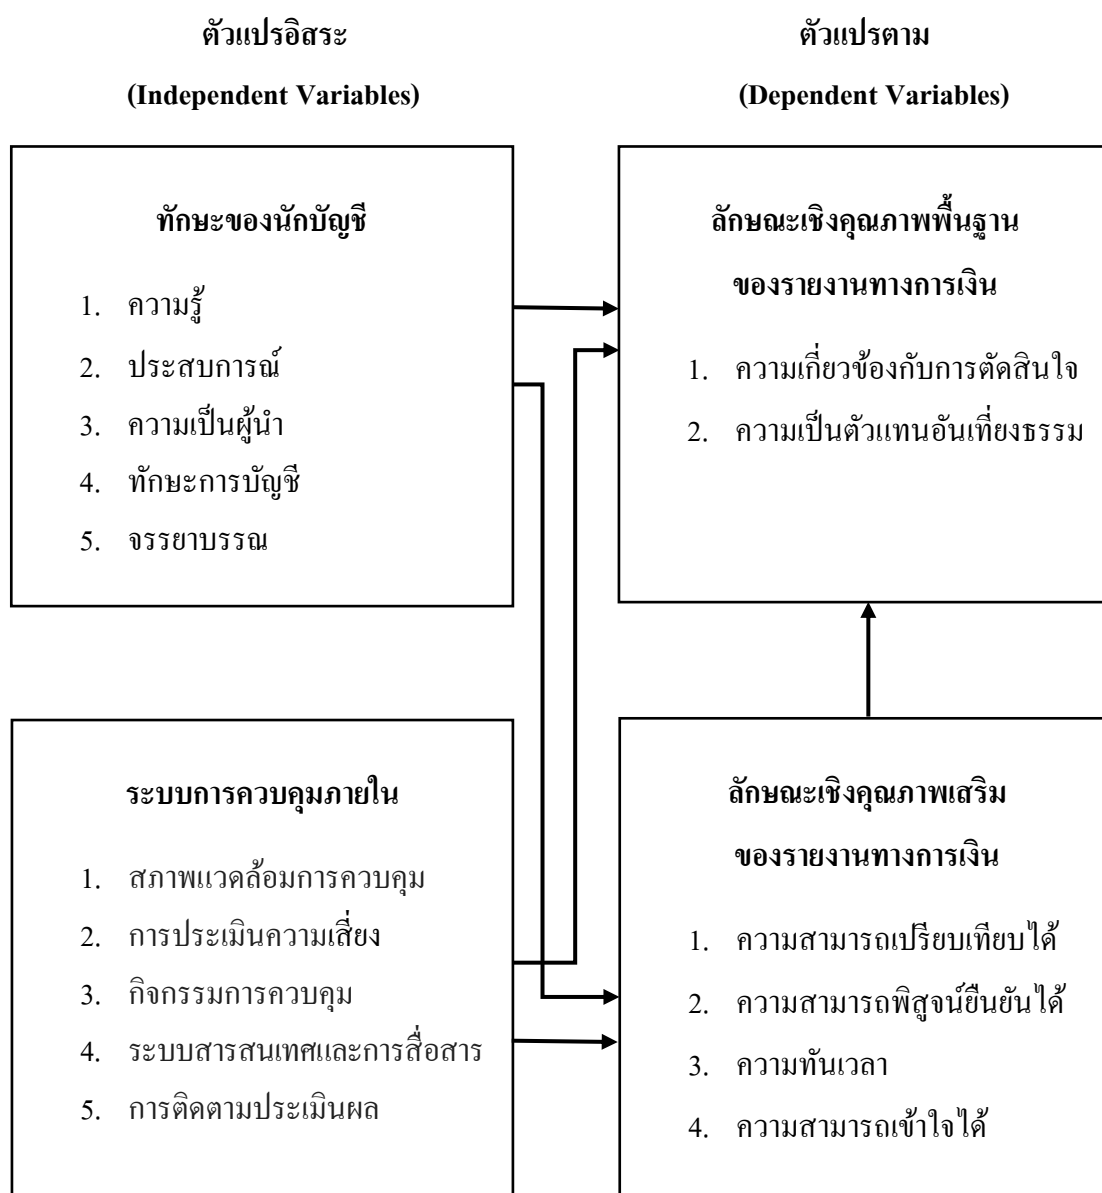 ตัวแปรอิสระ
(Independent Variables)
ตัวแปรตาม
(Dependent Variables)
ทักษะของนักบัญชี
1. ความรู้
2. ประสบการณ์
3. ความเป็นผู้นำ
4. ทักษะการบัญชี
5. จรรยาบรรณ
ลักษณะเชิงคุณภาพพื้นฐาน
ของรายงานทางการเงิน
1. ความเกี่ยวข้องกับการตัดสินใจ
2. ความเป็นตัวแทนอันเที่ยงธรรม
ระบบการควบคุมภายใน
1. สภาพแวดล้อมการควบคุม
2. การประเมินความเสี่ยง
3. กิจกรรมการควบคุม
4. ระบบสารสนเทศและการสื่อสาร
5. การติดตามประเมินผล
ลักษณะเชิงคุณภาพเสริม
ของรายงานทางการเงิน
1. ความสามารถเปรียบเทียบได้
2. ความสามารถพิสูจน์ยืนยันได้
3. ความทันเวลา
4. ความสามารถเข้าใจได้